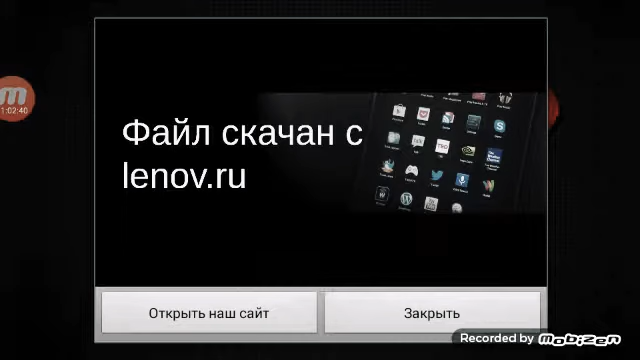 1:02:40
Файл скачан с
lenov.ru
Открыть наш сайт
Закрыть
Recorded by Mobizen